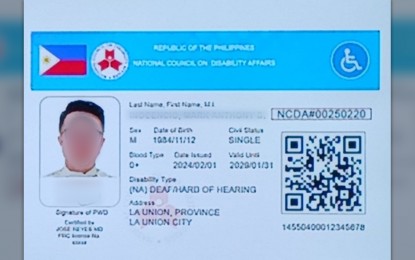 REPUBLIC OF THE PHILIPPINES
NATIONAL COUNCIL ON DISABILITY AFFAIRS
Last Name, First Name, M.I.
NCDA#00250220
Sex Date of Birth Civil Status
M 1984/11/12 SINGLE
Blood Type Date Issued Valid Until
0+ 2024/02/01 2029/01/31
Disability Type
(NA) DEAF/HARD OF HEARING
Address
LA UNION, PROVINCE
LA UNION CITY
Signature of PWD
Certified by
JOSE REYES MD
PRC license No.
14550400012345678